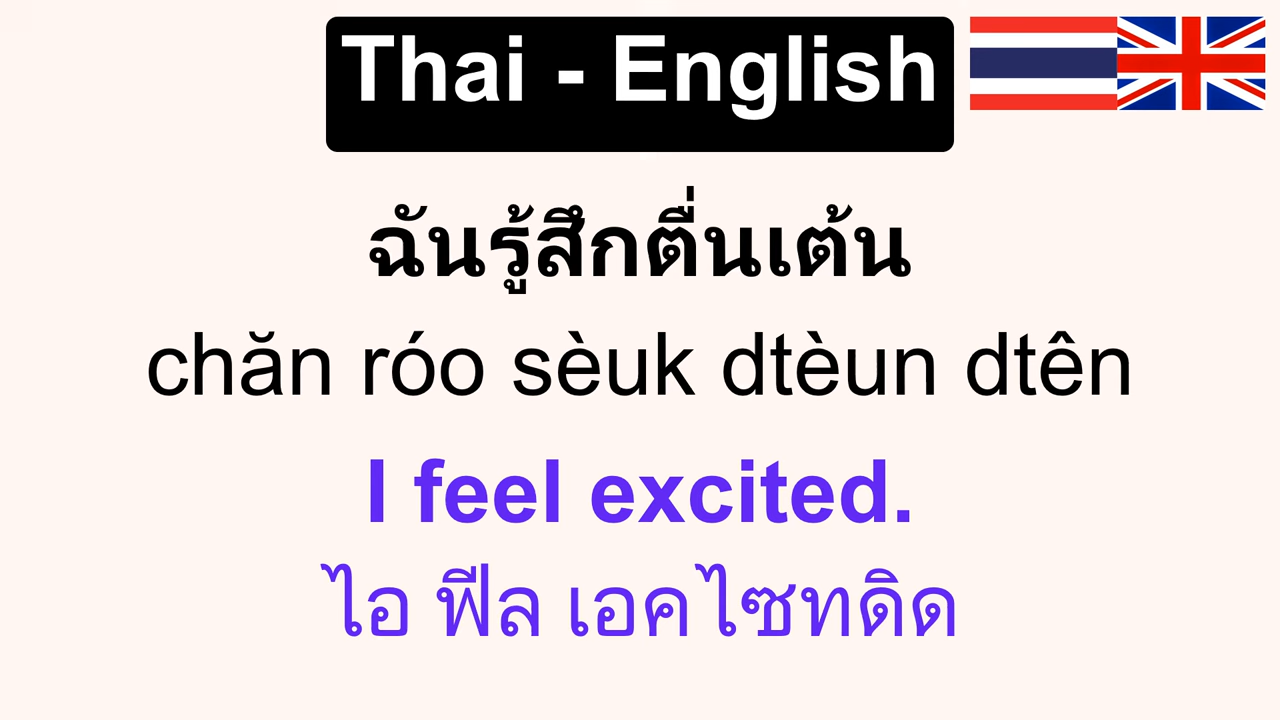 Thai - English
ฉันรู้สึกตื่นเต้น
chăn róo sèuk dtèun dtên
I feel excited.
ไอ ฟีล เอคไซทดิด